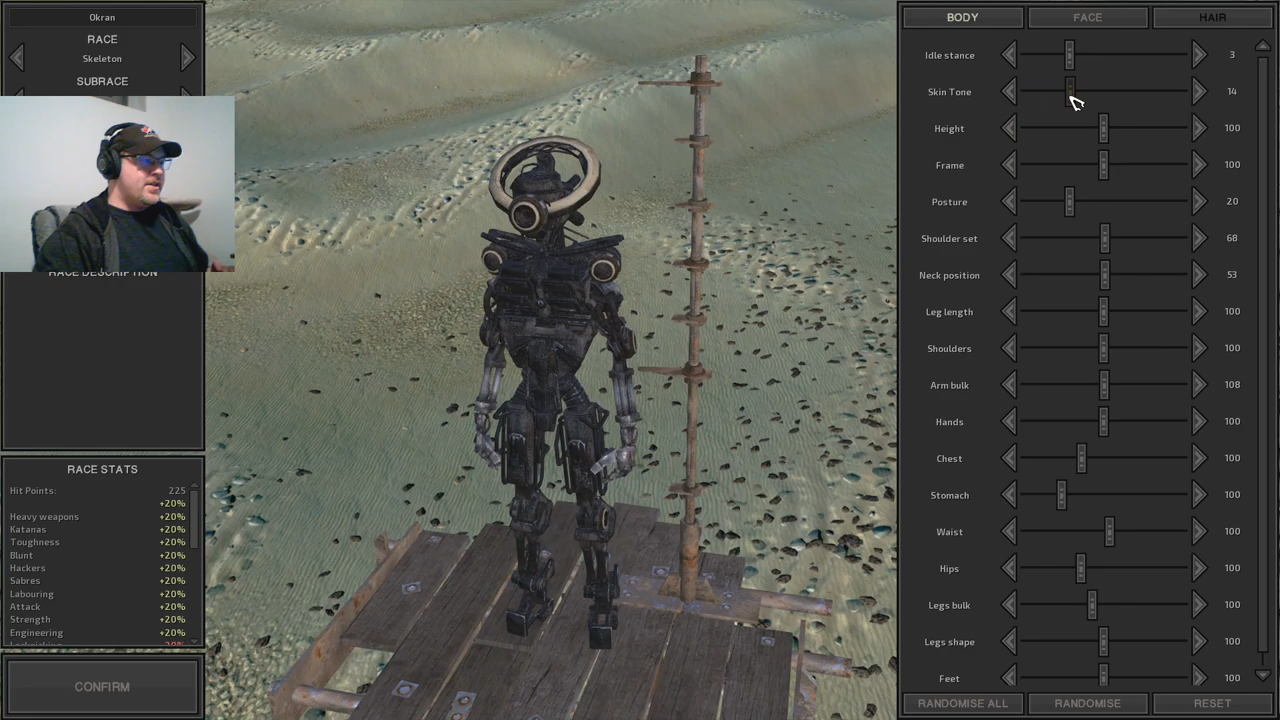 Okran
RACE
Skeleton
SUBRACE
RACE DESCRIPTION
RACE STATS
Hit Points: 225
+20%
Heavy weapons +20%
Katanas +20%
Toughness +20%
Blunt +20%
Hackers +20%
Sabres +20%
Labouring +20%
Attack +20%
Strength +20%
Engineering +20%
CONFIRM
BODY FACE HAIR
Idle stance 3
Skin Tone 14
Height 100
Frame 100
Posture 20
Shoulder set 68
Neck position 53
Leg length 100
Shoulders 100
Arm bulk 108
Hands 100
Chest 100
Stomach 100
Waist 100
Hips 100
Legs bulk 100
Legs shape 100
Feet 100
RANDOMISE ALL RANDOMISE RESET